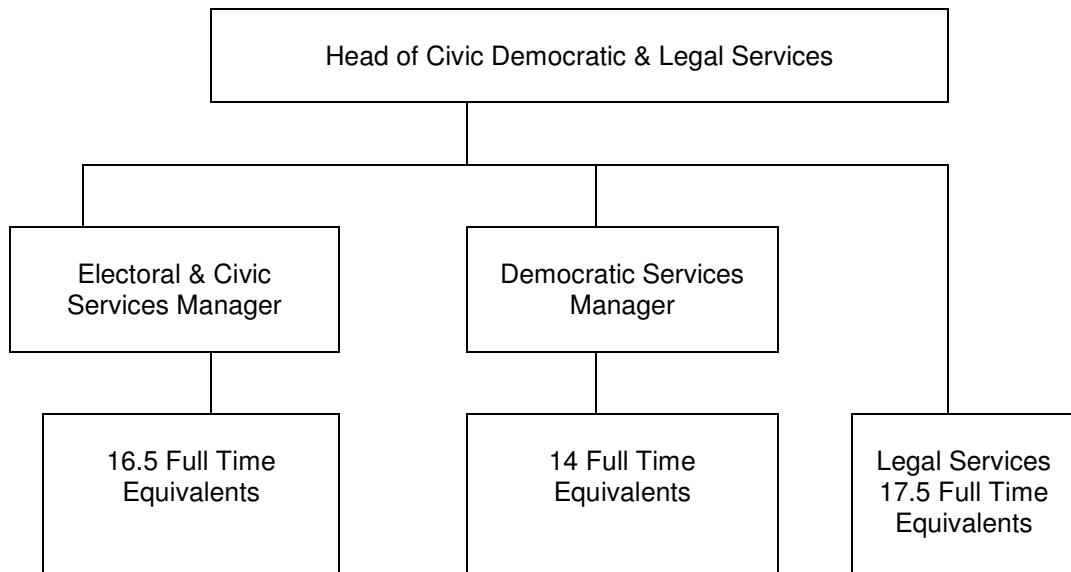 Head of Civic Democratic & Legal Services
Electoral & Civic
Services Manager
Democratic Services
Manager
16.5 Full Time
Equivalents
14 Full Time
Equivalents
Legal Services
17.5 Full Time
Equivalents